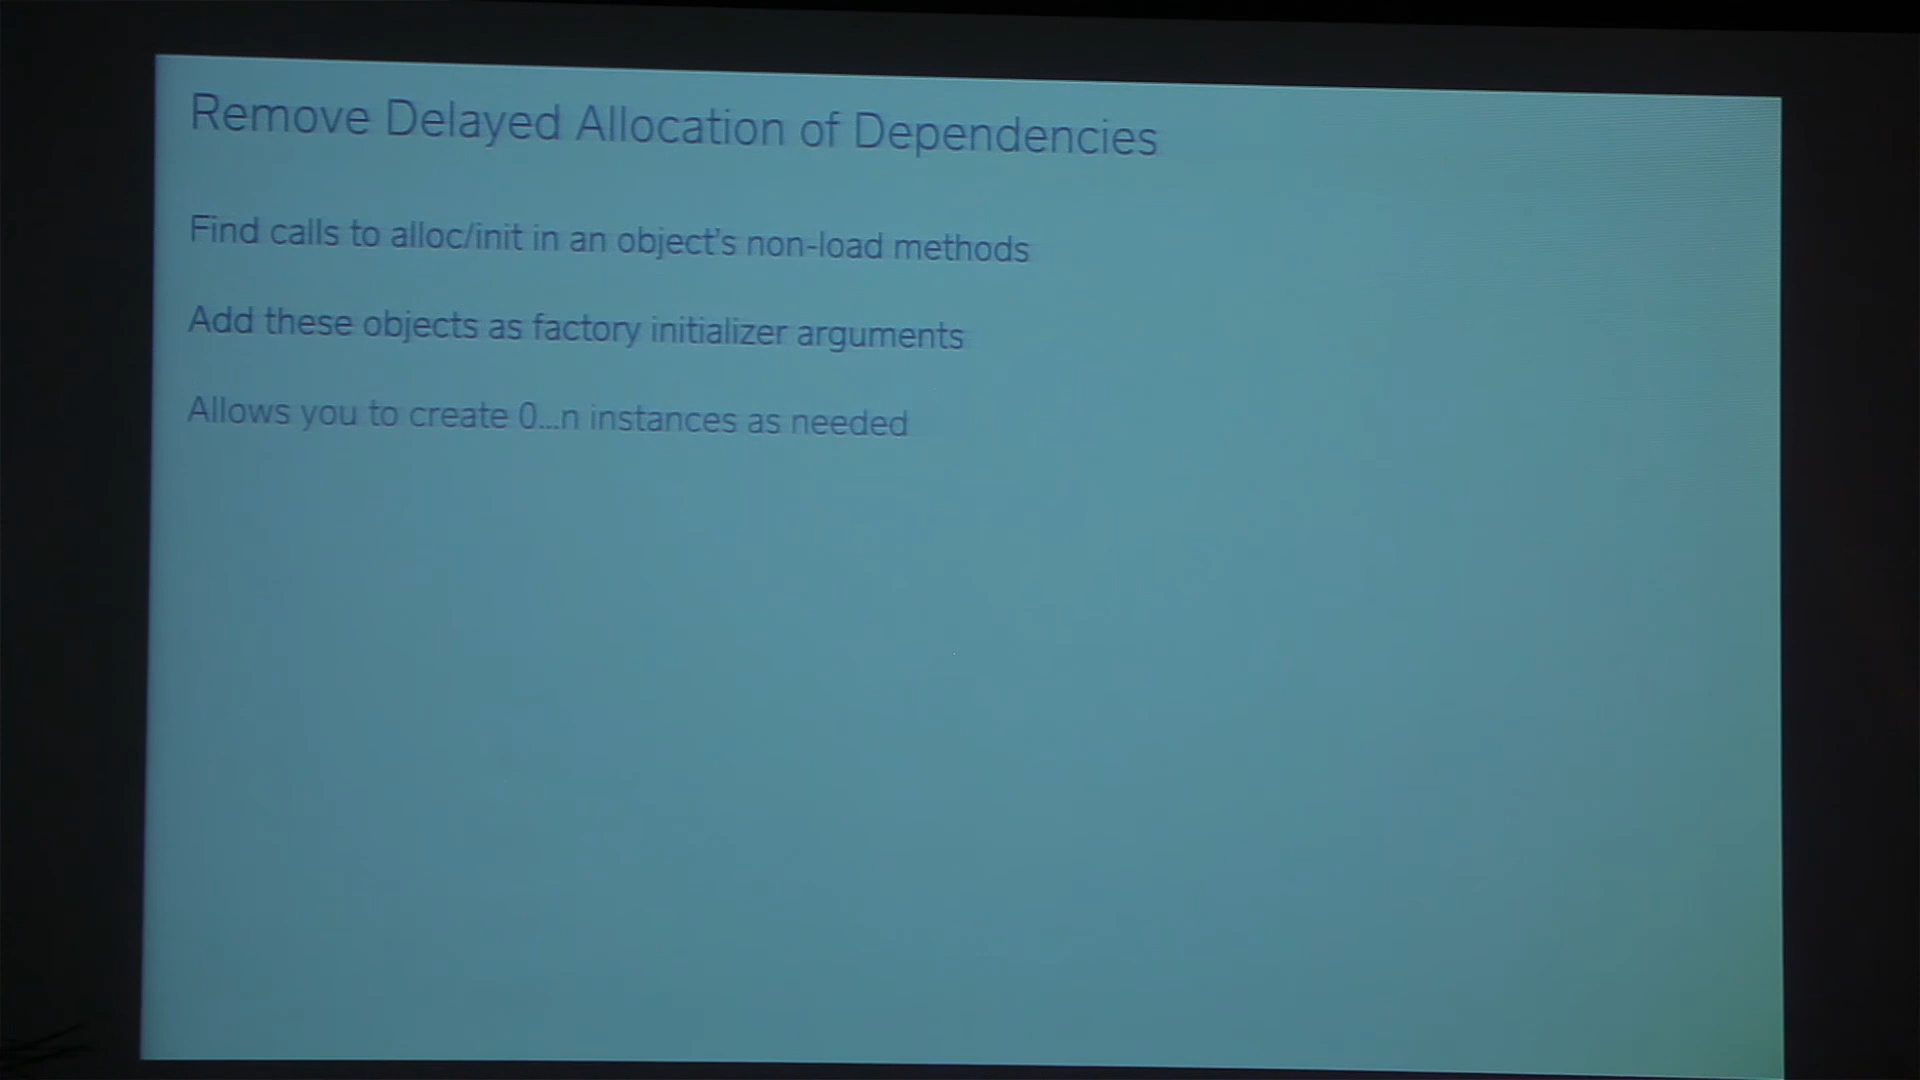 Remove Delayed Allocation of Dependencies
Find calls to alloc/init in an object’s non-load methods
Add these objects as factory initializer arguments
Allows you to create 0...n instances as needed